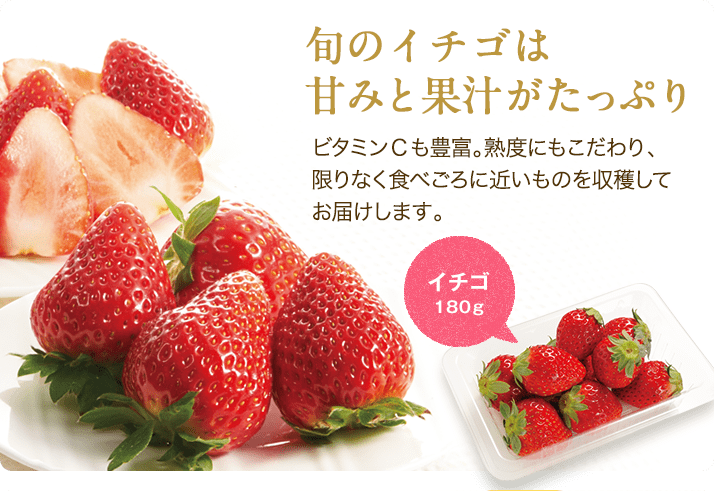 旬のイチゴは
甘みと果汁がたっぷり
ビタミンCも豊富。熟度にもこだわり、
限りなく食べごろに近いものを収穫して
お届けします。
イチゴ
180g